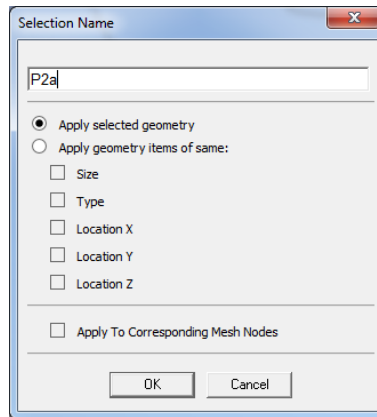 Selection Name
P2a
Apply selected geometry
Apply geometry items of same:
Size
Type
Location X
Location Y
Location Z
Apply To Corresponding Mesh Nodes
OK Cancel